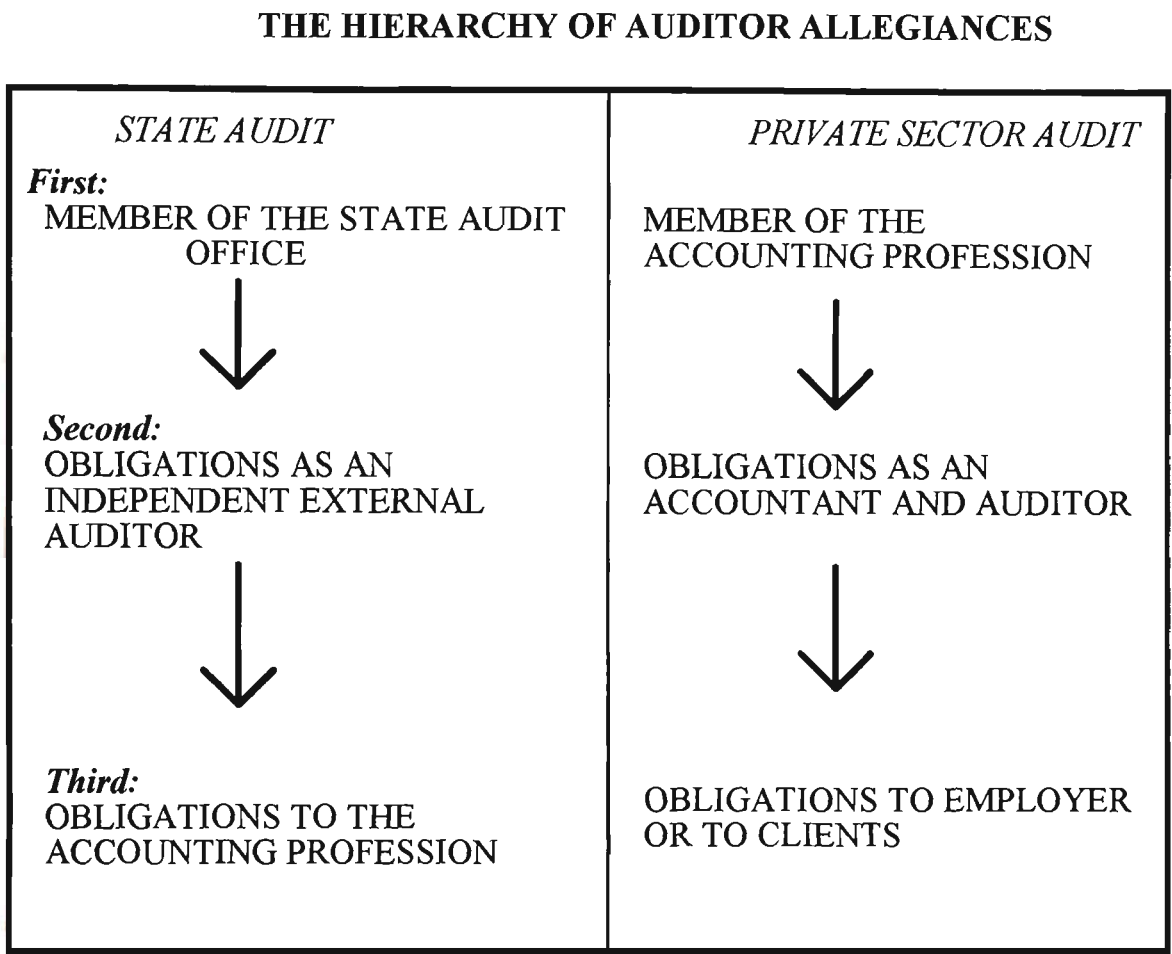 THE HIERARCHY OF AUDITOR ALLEGIANCES
STATE AUDIT
First:
MEMBER OF THE STATE AUDIT
OFFICE
Second:
OBLIGATIONS AS AN
INDEPENDENT EXTERNAL
AUDITOR
Third:
OBLIGATIONS TO THE
ACCOUNTING PROFESSION
PRIVATE SECTOR AUDIT
MEMBER OF THE
ACCOUNTING PROFESSION
OBLIGATIONS AS AN
ACCOUNTANT AND AUDITOR
OBLIGATIONS TO EMPLOYER
OR TO CLIENTS